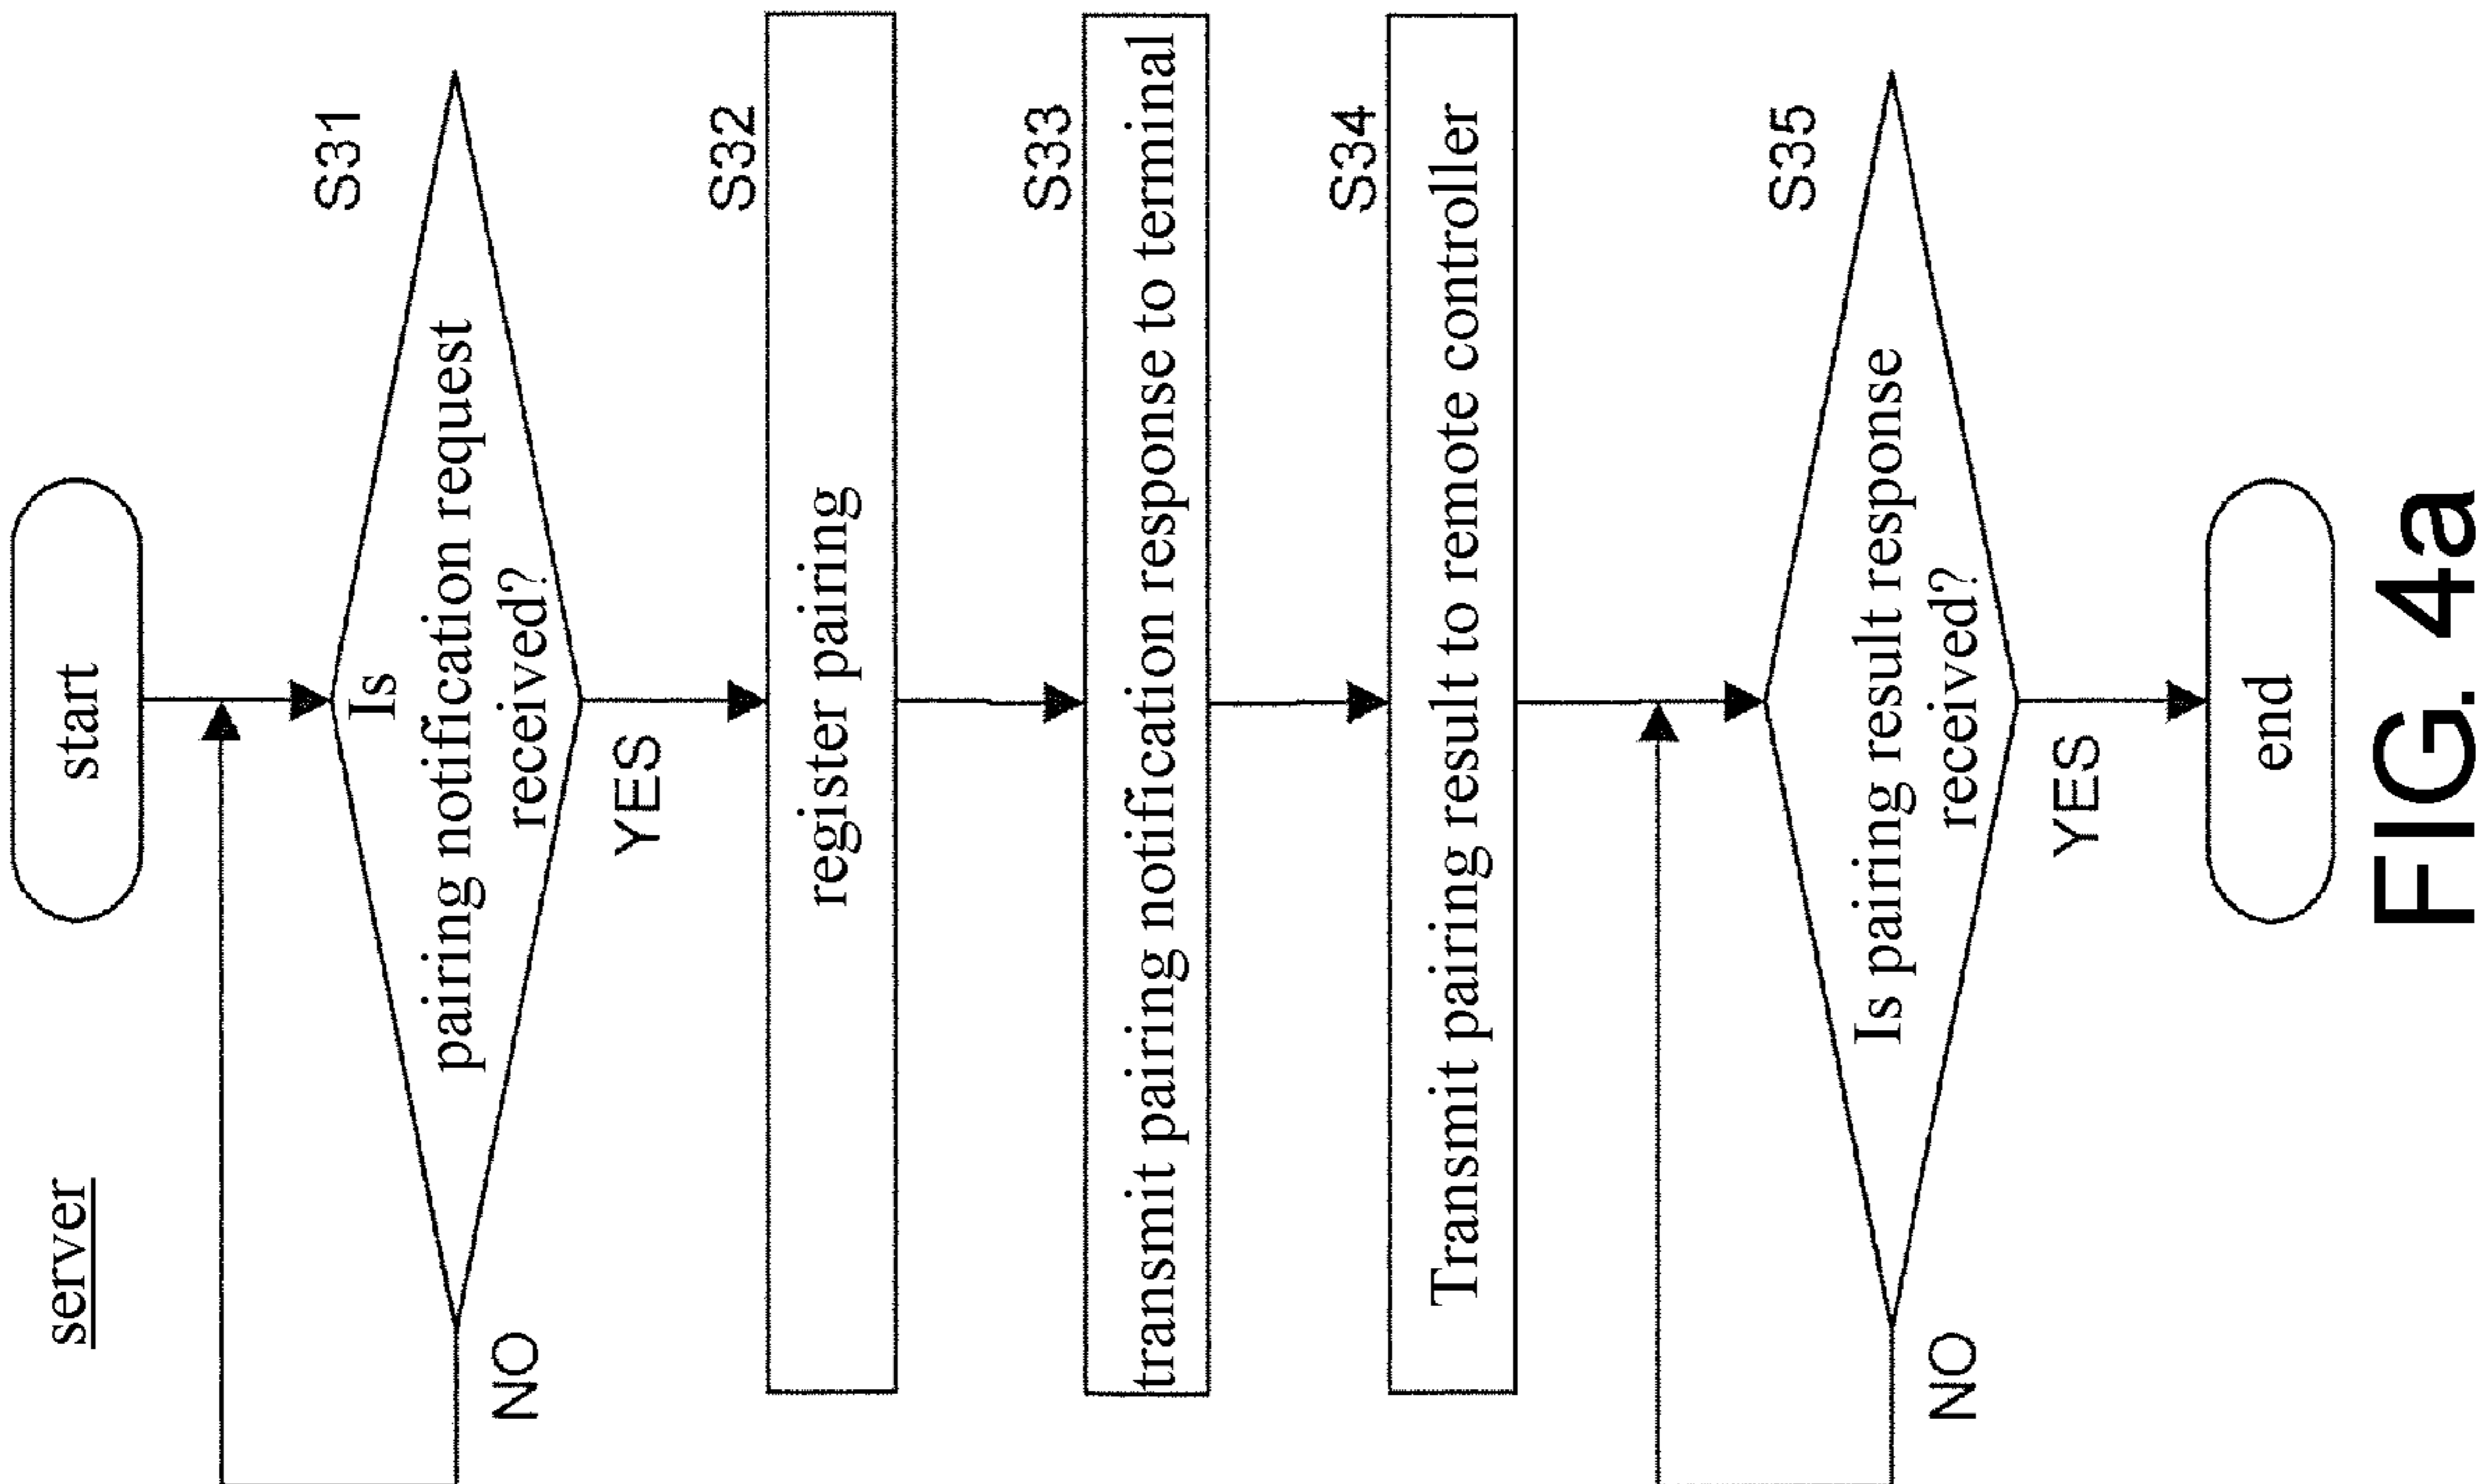 server
start
S31
Is
pairing notification request
received?
NO
YES
S32
register pairing
S33
transmit pairing notification response to terminal
S34
Transmit pairing result to remote controller
S35
Is pairing result response
received?
NO
YES
end
FIG. 4a